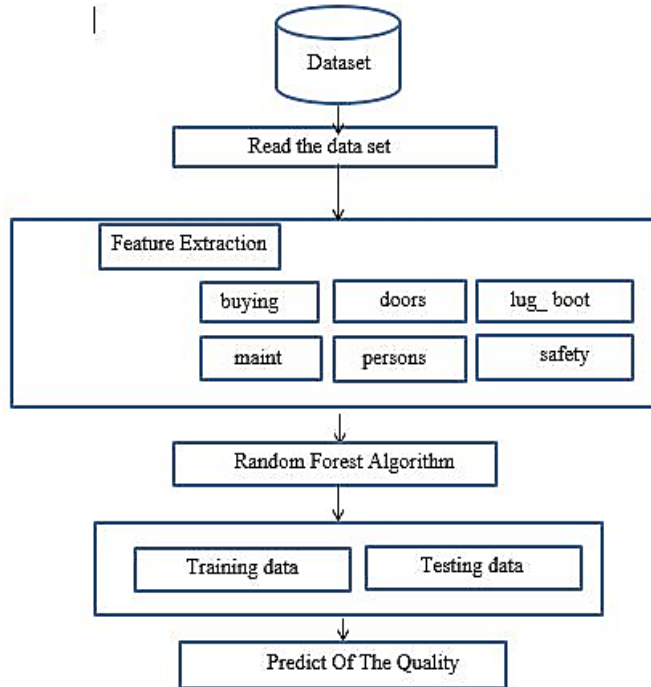 Dataset
Read the data set
Feature Extraction
buying doors lug_ boot
maint persons safety
Random Forest Algorithm
Training data Testing data
Predict Of The Quality